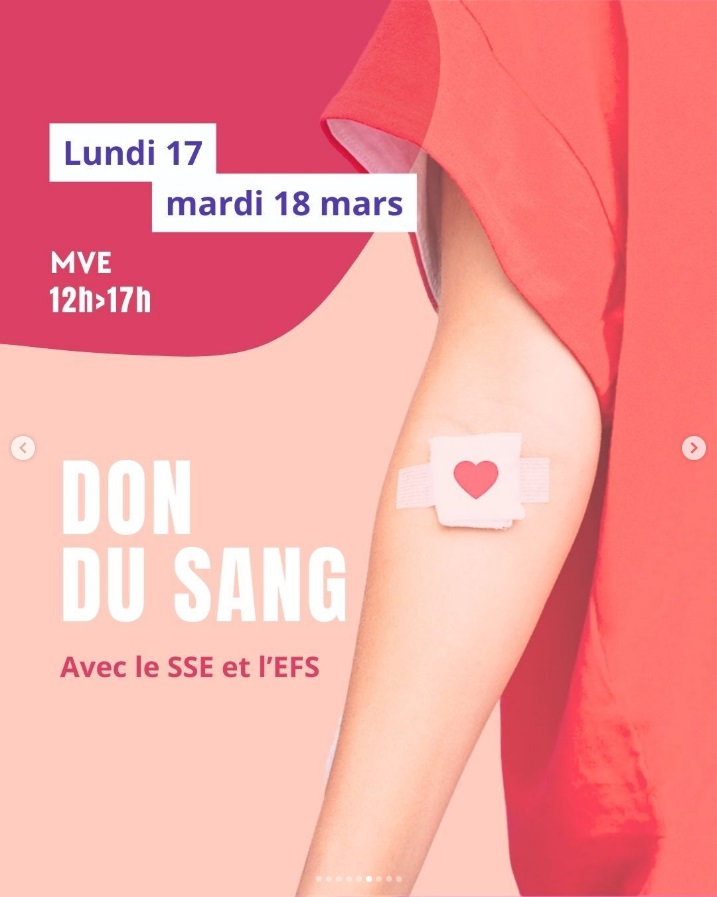 Lundi 17
mardi 18 mars
MVE
12h>17h
DON
DU SANG
Avec le SSE et l’EFS